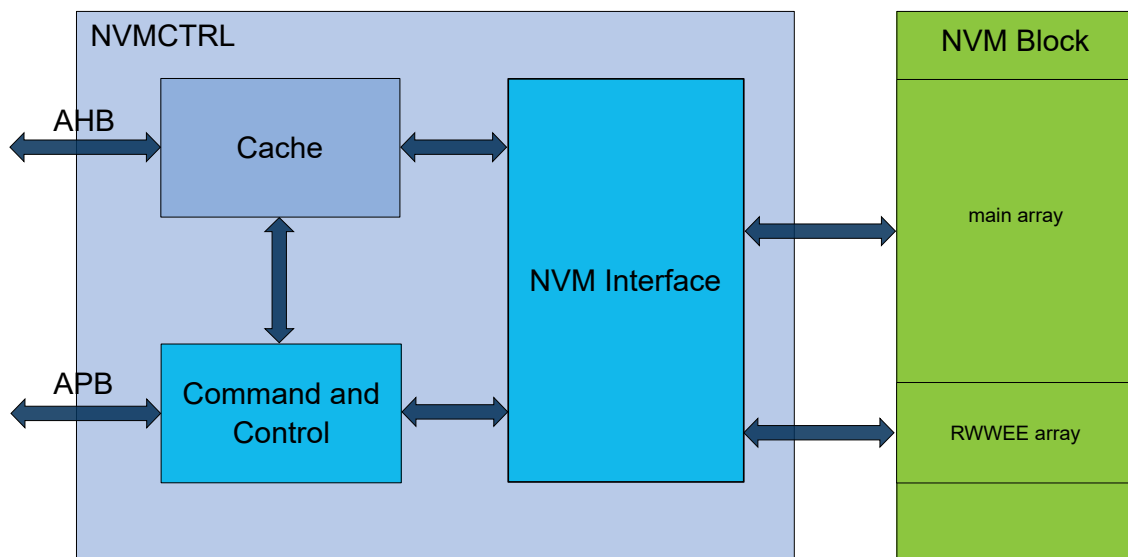 NVMCTRL
NVM Block
AHB
Cache
main array
NVM Interface
APB
Command and
Control
RWWEE array